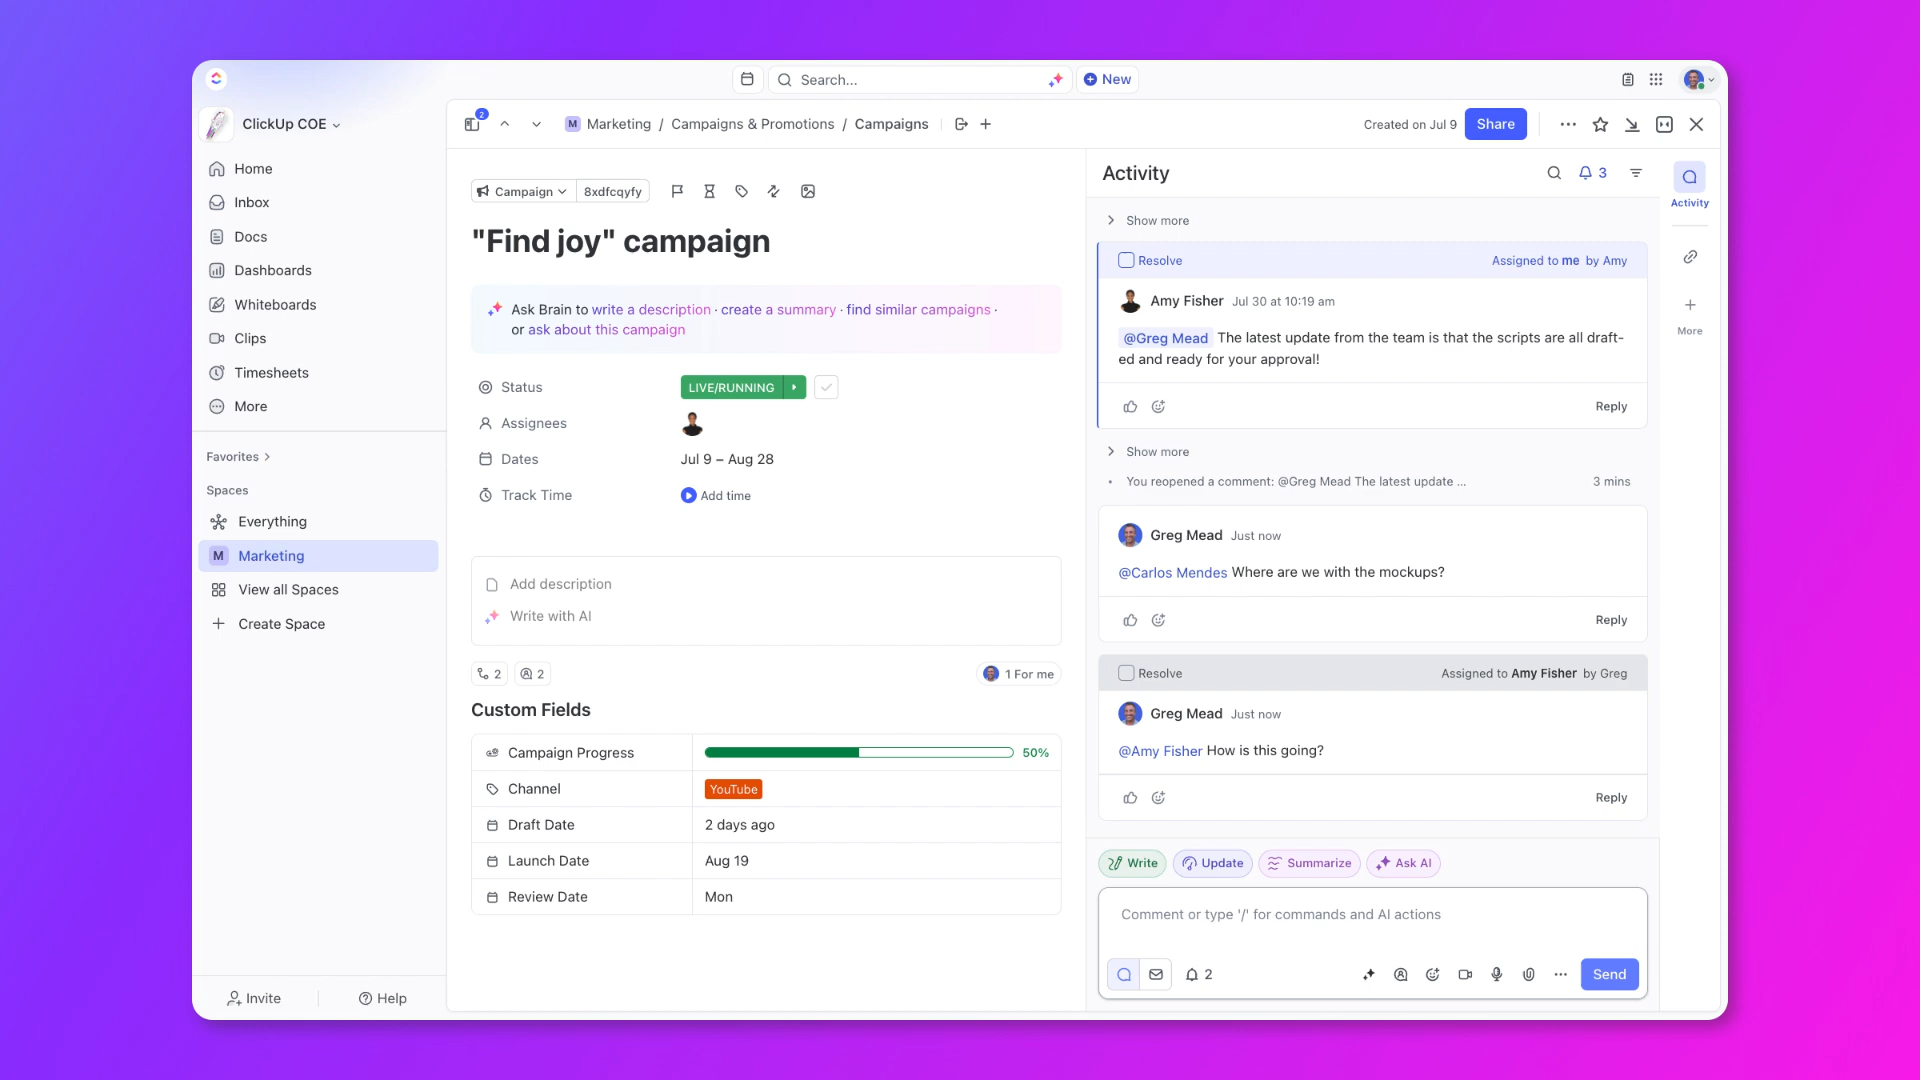 Search...
New
ClickUp COE
Home
Inbox
Docs
Dashboards
Whiteboards
Clips
Timesheets
More
Favorites
Spaces
Everything
M Marketing
View all Spaces
Create Space
Invite
Help
2
M Marketing / Campaigns & Promotions / Campaigns
Created on Jul 9
Share
Campaign
8xdfcqyfy
"Find joy" campaign
Ask Brain to write a description · create a summary · find similar campaigns ·
or ask about this campaign
Status
LIVE/RUNNING
Assignees
Dates
Jul 9 – Aug 28
Track Time
Add time
Add description
Write with AI
2
2
1 For me
Custom Fields
Campaign Progress
50%
Channel
YouTube
Draft Date
2 days ago
Launch Date
Aug 19
Review Date
Mon
Activity
3
Show more
Resolve
Assigned to me by Amy
Amy Fisher Jul 30 at 10:19 am
@Greg Mead The latest update from the team is that the scripts are all draft-
ed and ready for your approval!
Reply
Show more
• You reopened a comment: @Greg Mead The latest update ...
3 mins
Greg Mead Just now
@Carlos Mendes Where are we with the mockups?
Reply
Resolve
Assigned to Amy Fisher by Greg
Greg Mead Just now
@Amy Fisher How is this going?
Reply
Write
Update
Summarize
Ask AI
Comment or type '/' for commands and AI actions
2
Send
Activity
More